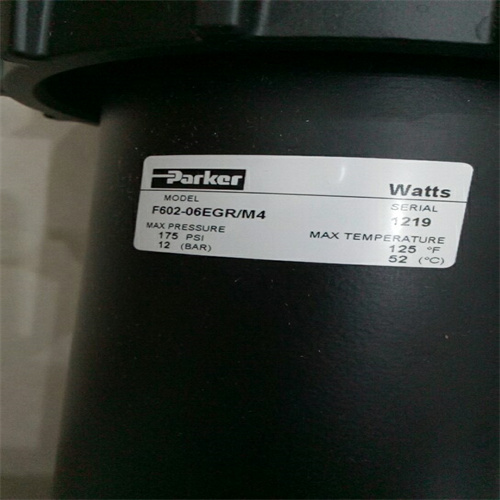 Parker
Watts
MODEL
SERIAL
F602-06EGR/M4
1219
MAX PRESSURE
MAX TEMPERATURE
175 PSI
125 °F
12 (BAR)
52 (°C)